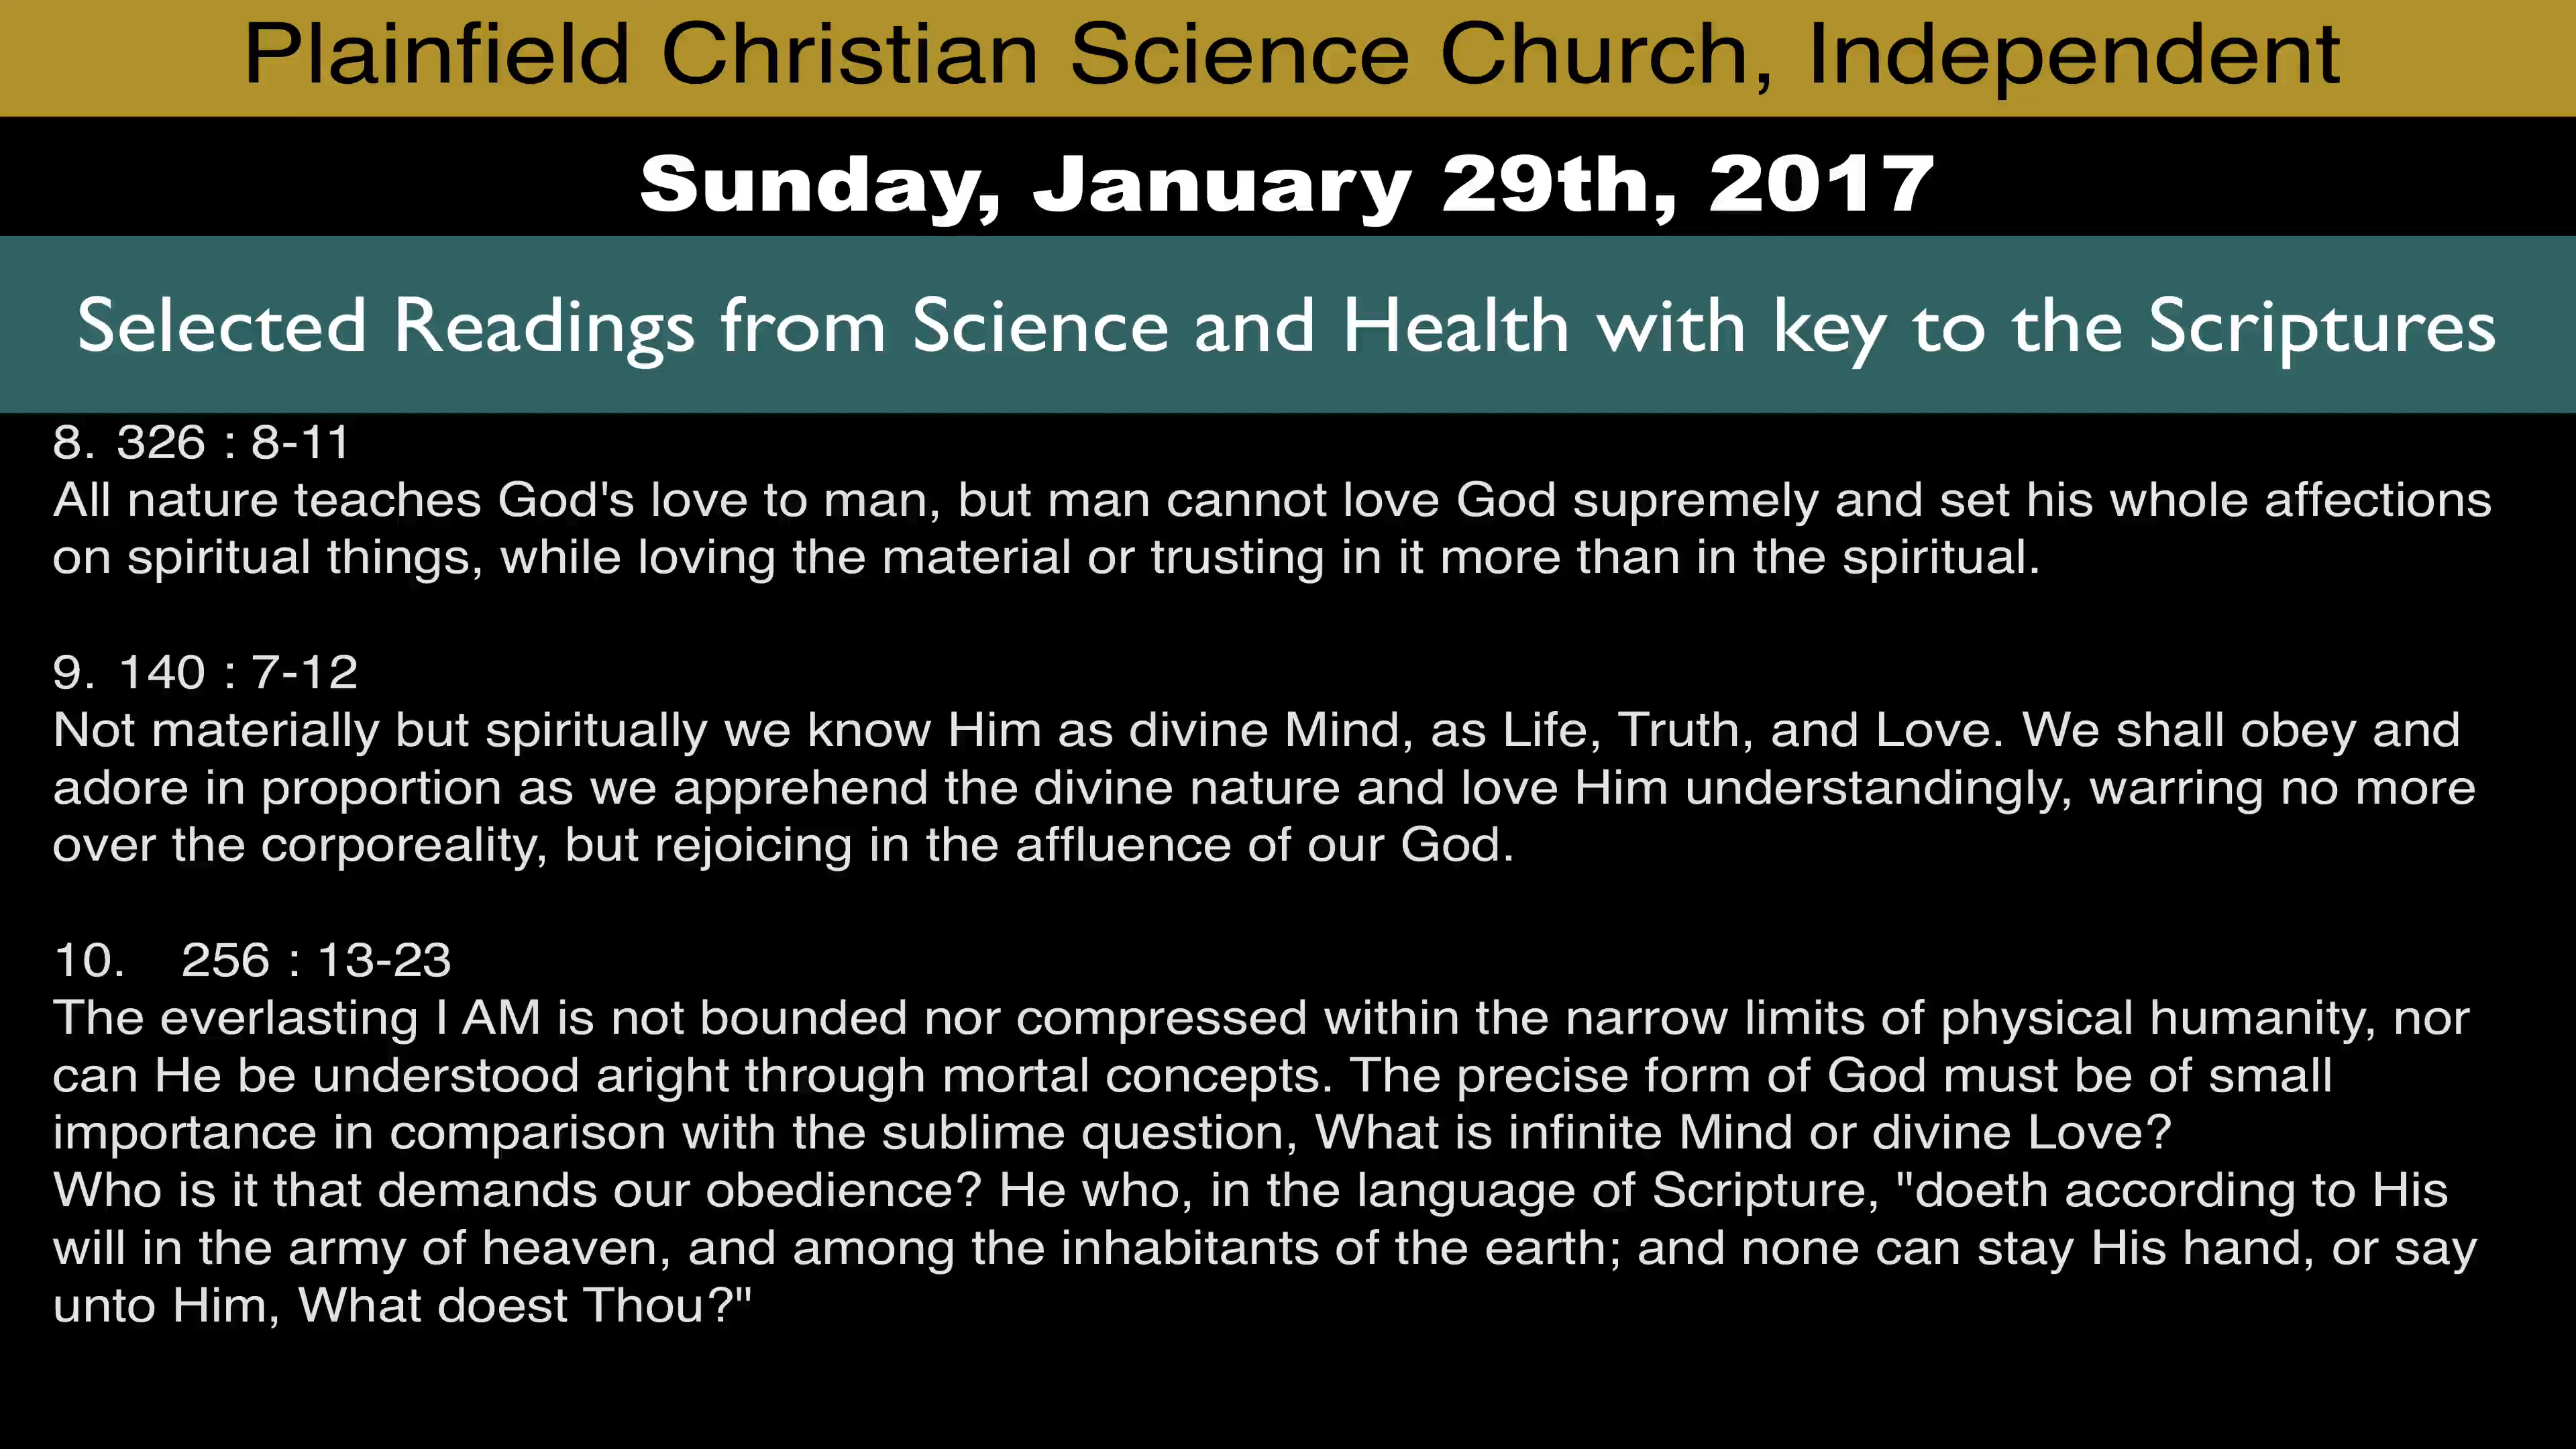 Plainfield Christian Science Church, Independent
Sunday, January 29th, 2017
Selected Readings from Science and Health with key to the Scriptures
8. 326 : 8-11
All nature teaches God's love to man, but man cannot love God supremely and set his whole affections
on spiritual things, while loving the material or trusting in it more than in the spiritual.
9. 140 : 7-12
Not materially but spiritually we know Him as divine Mind, as Life, Truth, and Love. We shall obey and
adore in proportion as we apprehend the divine nature and love Him understandingly, warring no more
over the corporeality, but rejoicing in the affluence of our God.
10. 256 : 13-23
The everlasting I AM is not bounded nor compressed within the narrow limits of physical humanity, nor
can He be understood aright through mortal concepts. The precise form of God must be of small
importance in comparison with the sublime question, What is infinite Mind or divine Love?
Who is it that demands our obedience? He who, in the language of Scripture, "doeth according to His
will in the army of heaven, and among the inhabitants of the earth; and none can stay His hand, or say
unto Him, What doest Thou?"